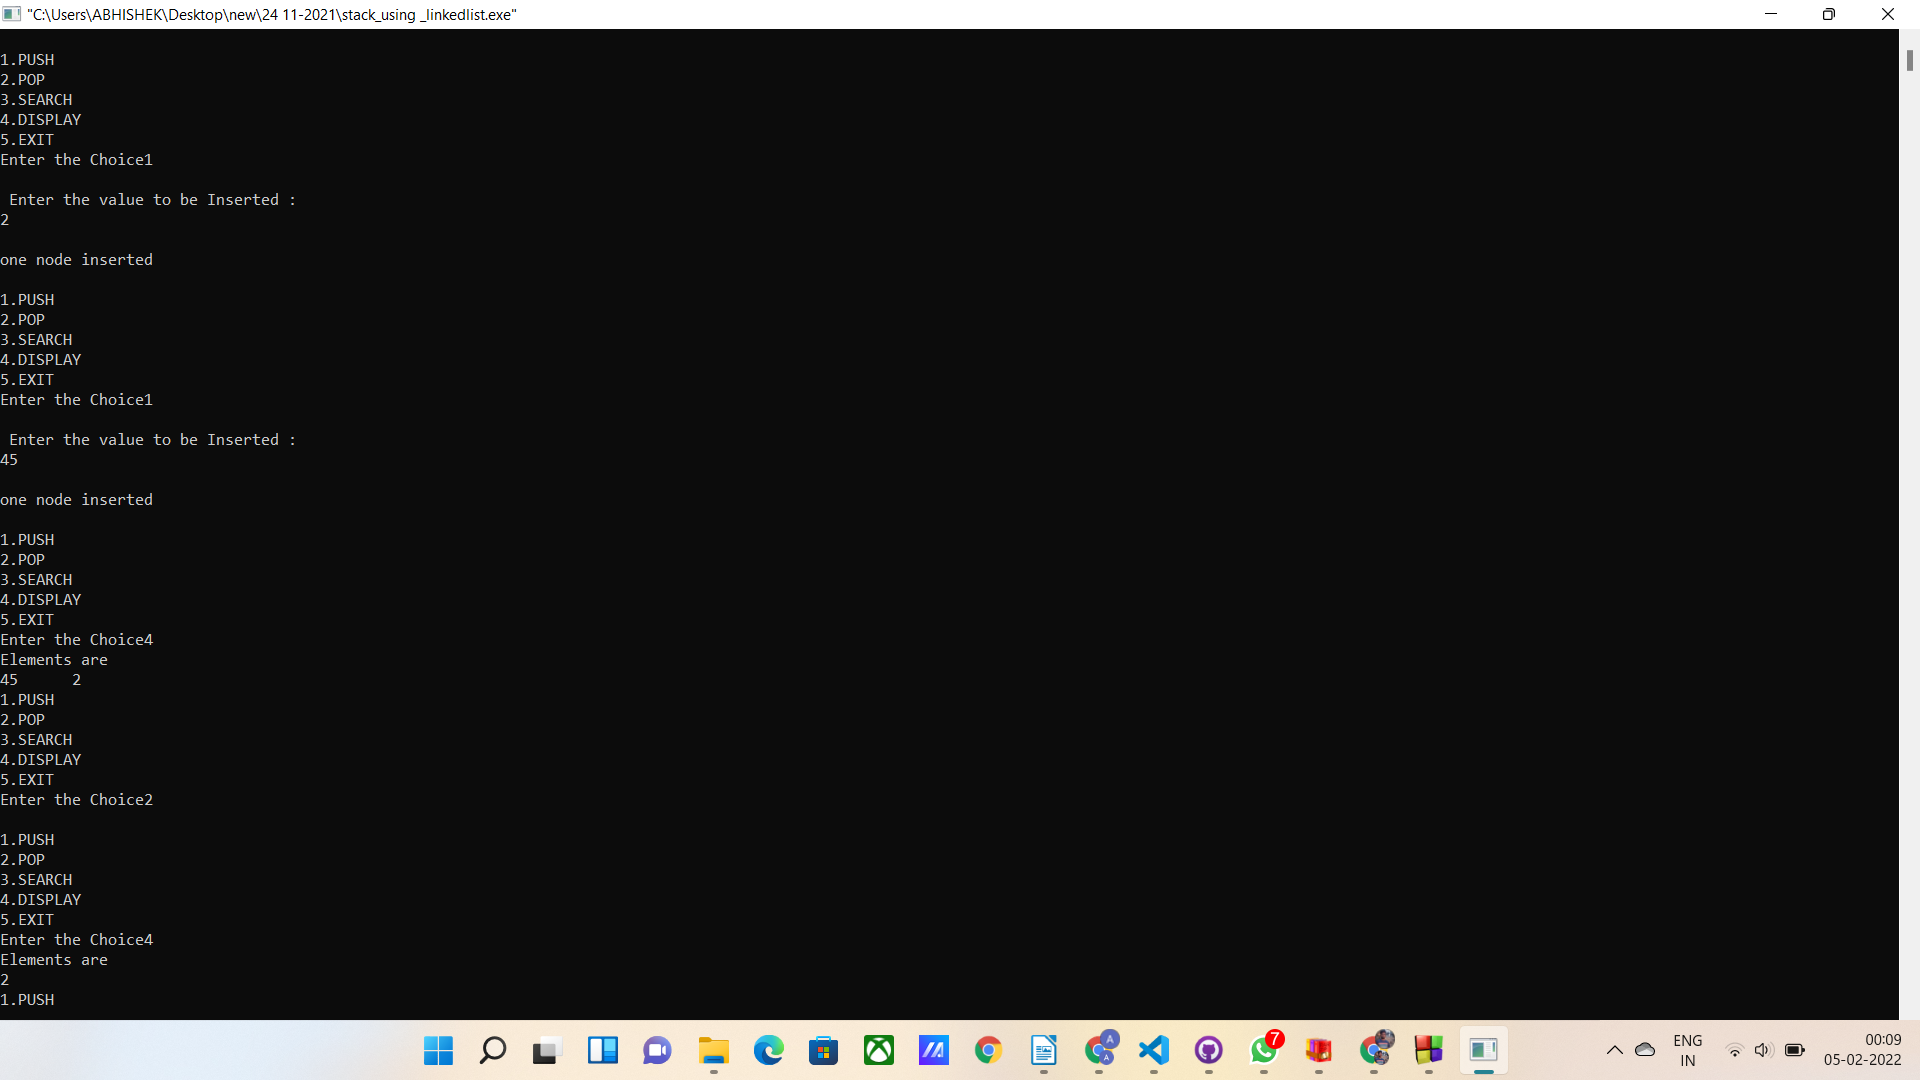 "C:\Users\ABHISHEK\Desktop\new\24 11-2021\stack_using _linkedlist.exe"
1.PUSH
2.POP
3.SEARCH
4.DISPLAY
5.EXIT
Enter the Choice1
Enter the value to be Inserted :
2
one node inserted
1.PUSH
2.POP
3.SEARCH
4.DISPLAY
5.EXIT
Enter the Choice1
Enter the value to be Inserted :
45
one node inserted
1.PUSH
2.POP
3.SEARCH
4.DISPLAY
5.EXIT
Enter the Choice4
Elements are
45      2
1.PUSH
2.POP
3.SEARCH
4.DISPLAY
5.EXIT
Enter the Choice2
1.PUSH
2.POP
3.SEARCH
4.DISPLAY
5.EXIT
Enter the Choice4
Elements are
2
1.PUSH
A
A
7
ENG
IN
00:09
05-02-2022